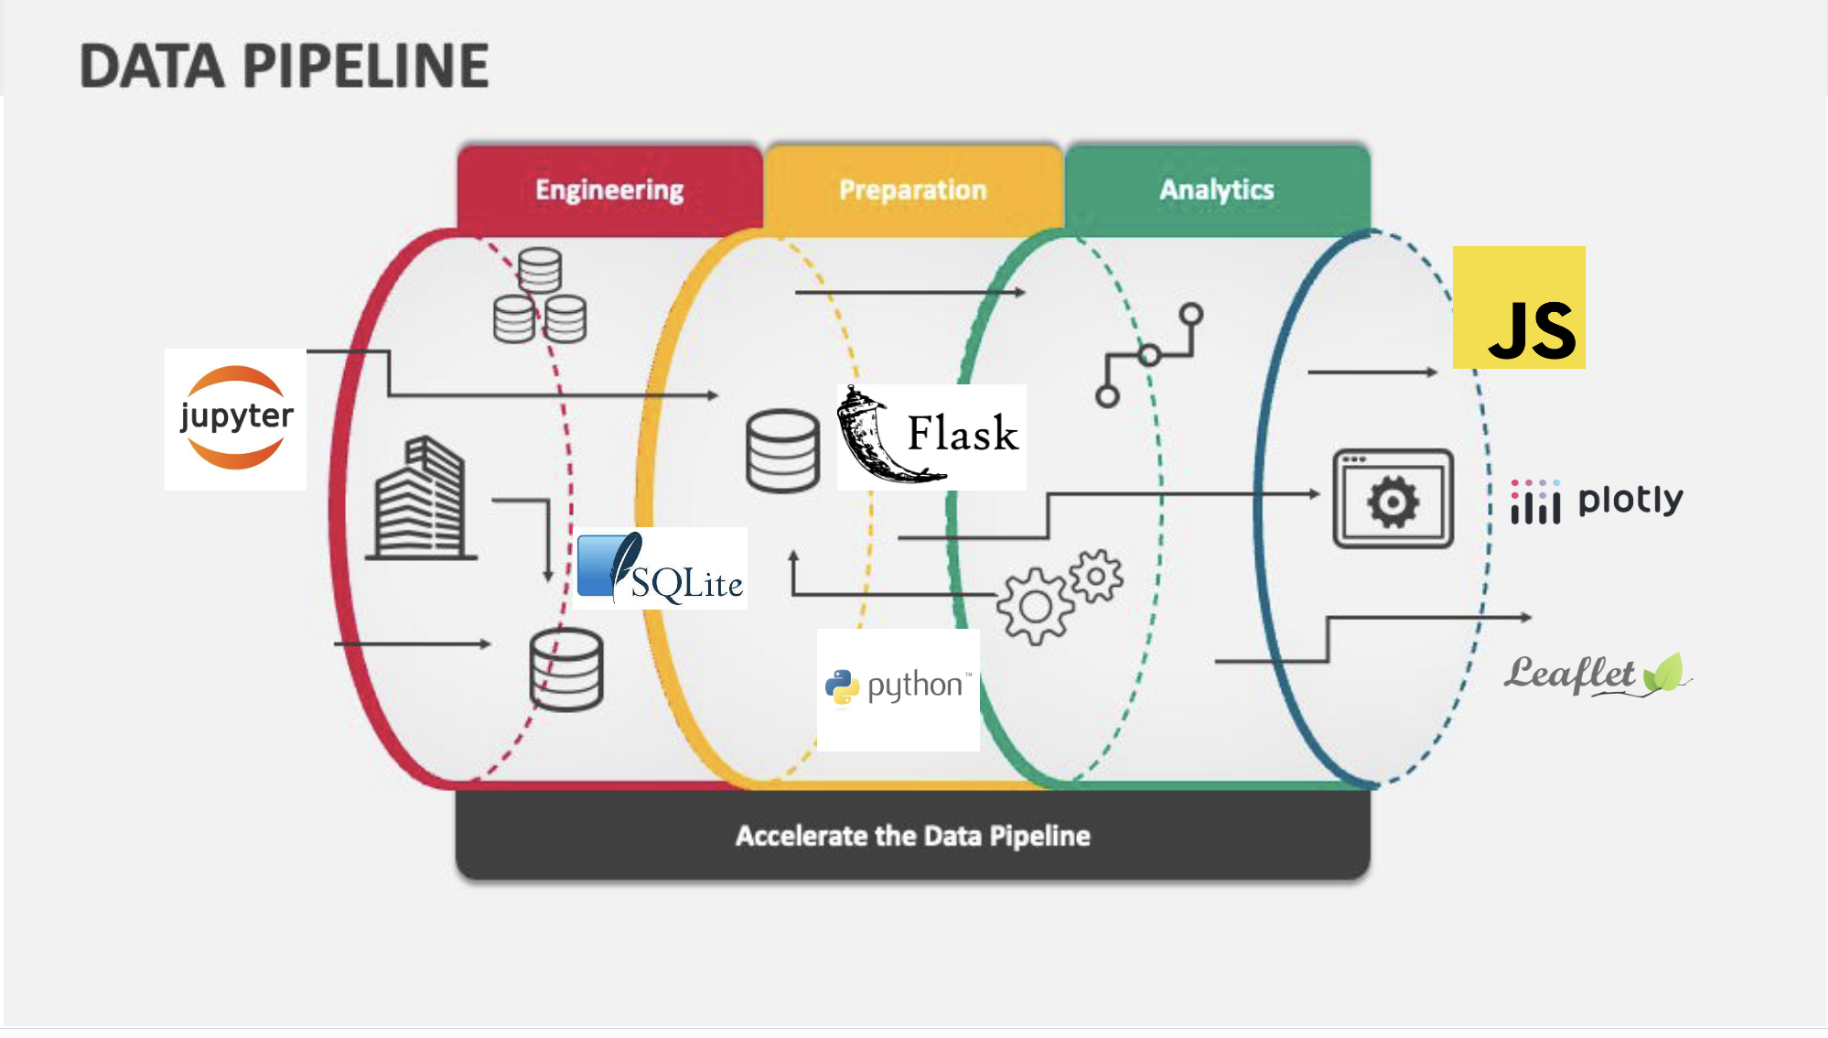 DATA PIPELINE
Engineering
Preparation
Analytics
JS
jupyter
Flask
plotly
SQLite
Leaflet
python™
Accelerate the Data Pipeline